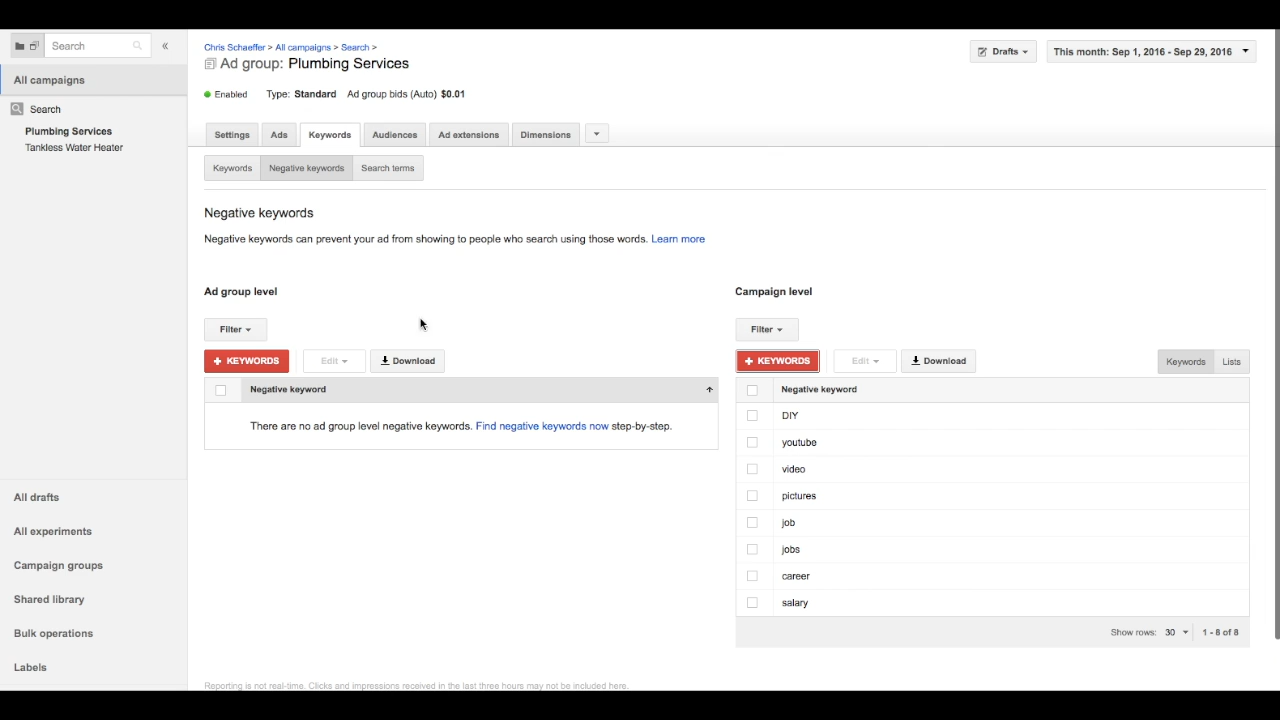 Search
«
All campaigns
Search
Plumbing Services
Tankless Water Heater
All drafts
All experiments
Campaign groups
Shared library
Bulk operations
Labels
Chris Schaeffer > All campaigns > Search >
Ad group: Plumbing Services
Drafts
This month: Sep 1, 2016 - Sep 29, 2016
Enabled Type: Standard Ad group bids (Auto) $0.01
Settings Ads Keywords Audiences Ad extensions Dimensions
Keywords Negative keywords Search terms
Negative keywords
Negative keywords can prevent your ad from showing to people who search using those words. Learn more
Ad group level
Filter
+ KEYWORDS Edit Download
Negative keyword
There are no ad group level negative keywords. Find negative keywords now step-by-step.
Campaign level
Filter
+ KEYWORDS Edit Download Keywords Lists
Negative keyword
DIY
youtube
video
pictures
job
jobs
career
salary
Show rows: 30 1 - 8 of 8
Reporting is not real-time. Clicks and impressions received in the last three hours may not be included here.